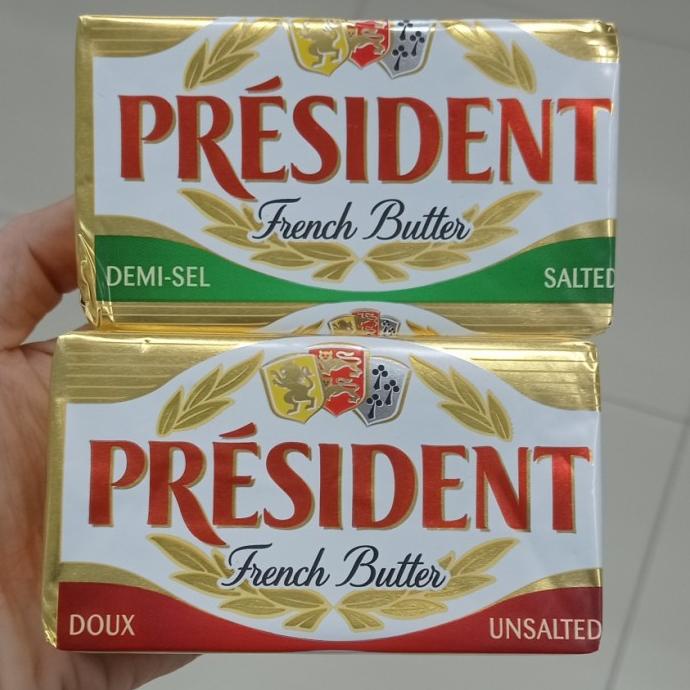 PRÉSIDENT
French Butter
DEMI-SEL SALTED
PRÉSIDENT
French Butter
DOUX UNSALTED